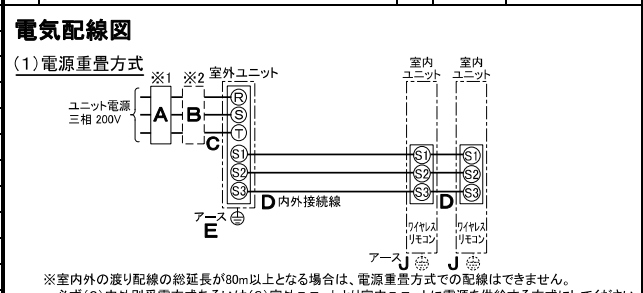 電気配線図
(1)電源重畳方式
※1 ※2 室外ユニット
室内
ユニット
室内
ユニット
ユニット電源
三相 200V
A
B
C
R
S
T
S1
S2
S3
S1
S2
S3
S1
S2
S3
D 内外接続線
D
アース
E
ワイヤレス
リモコン
ワイヤレス
リモコン
アース J
J
※室内外の渡り配線の総延長が80m以上となる場合は、電源重畳方式での配線はできません。